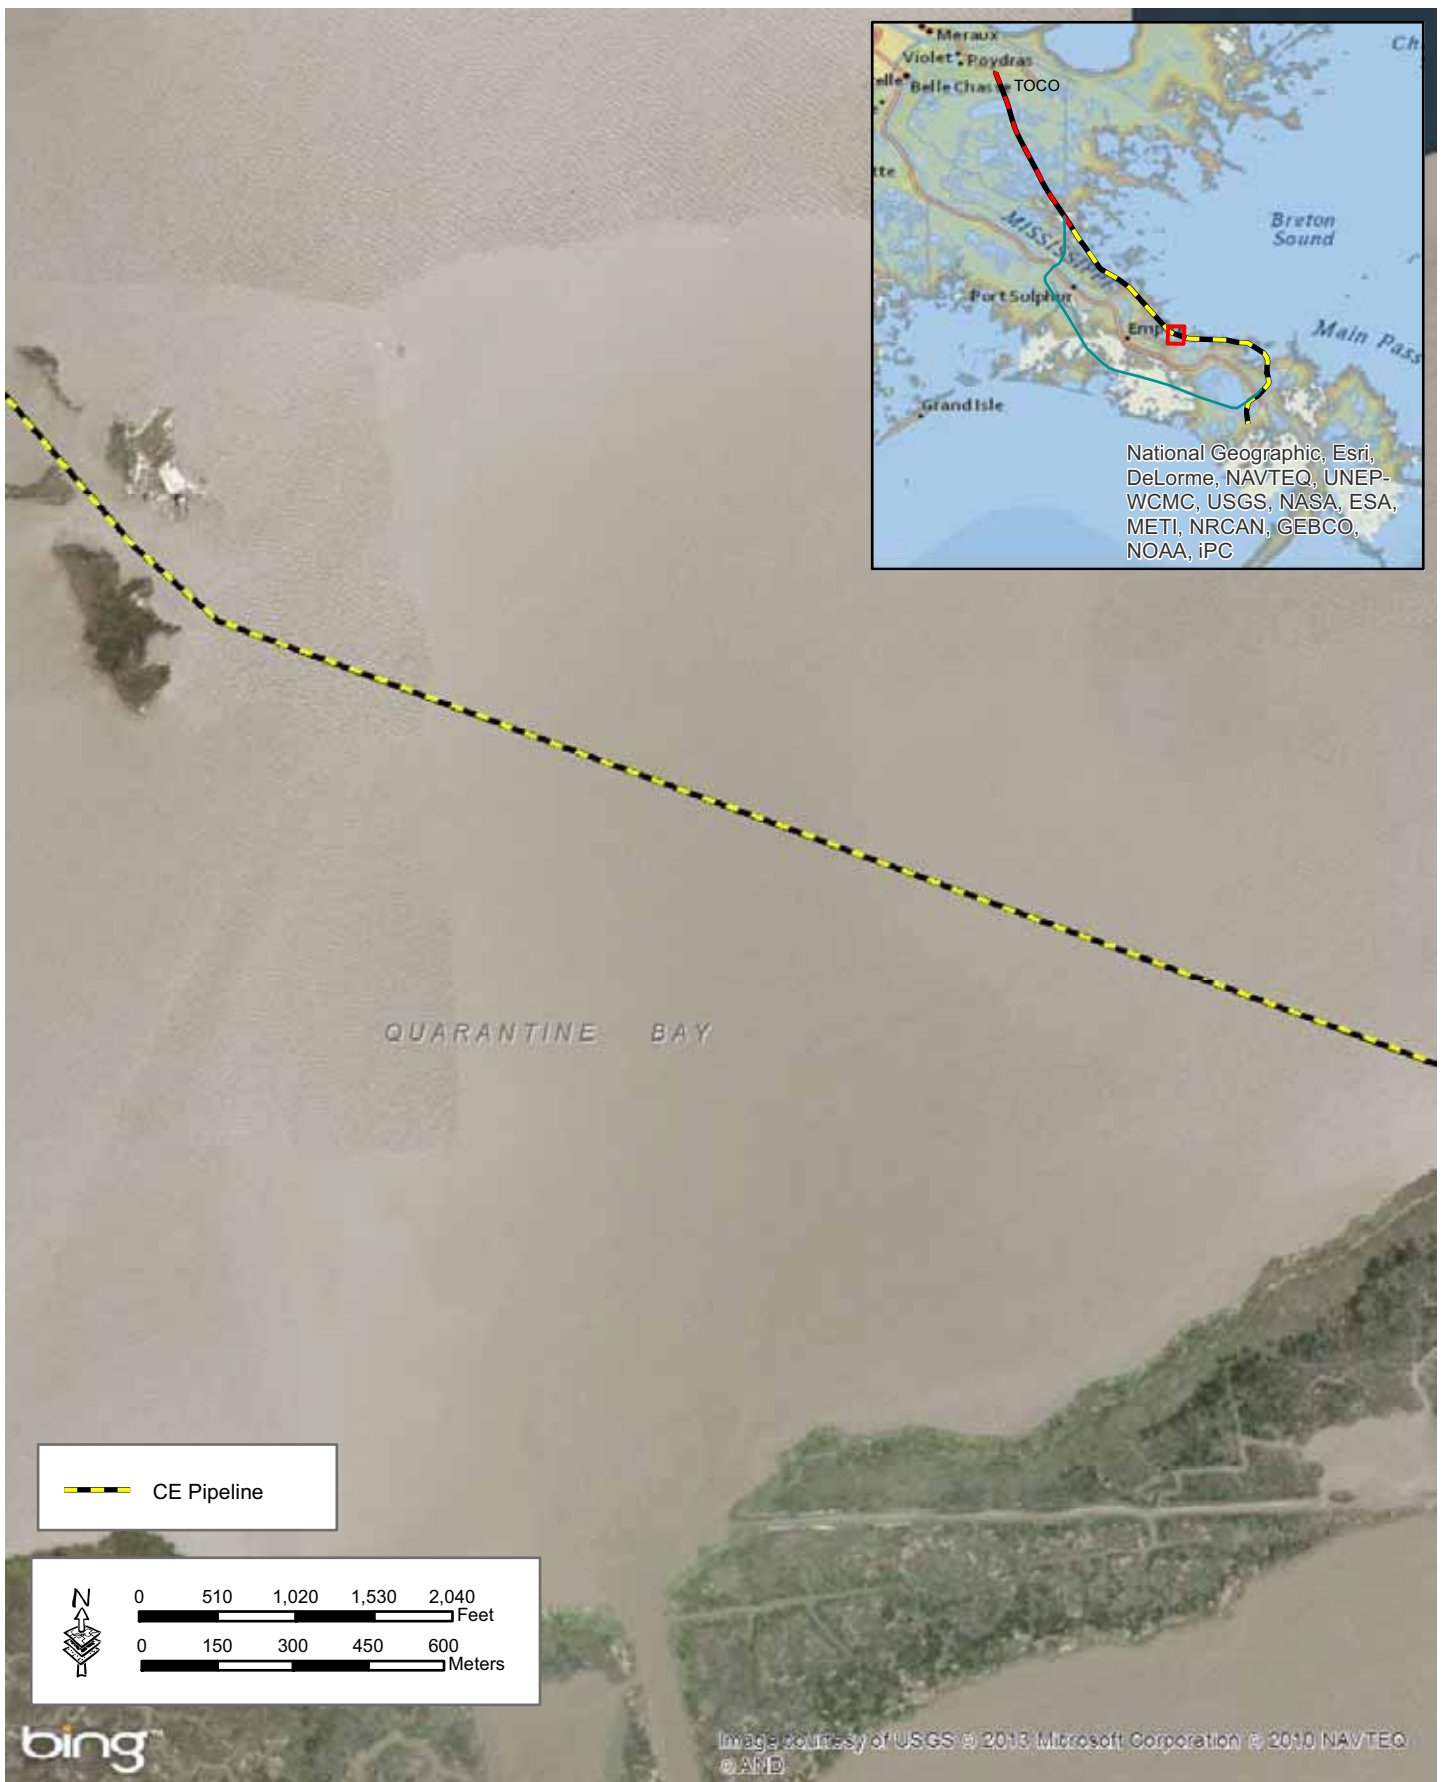 Meraux
Ch
Violet Poydras
elle Belle Chasse TOCO
e
tte
MISSISSIPPI
Breton
Sound
Port Sulphur
Main Pass
Grand Isle
National Geographic, Esri,
DeLorme, NAVTEQ, UNEP-
WCMC, USGS, NASA, ESA,
METI, NRCAN, GEBCO,
NOAA, iPC
QUARANTINE BAY
CE Pipeline
N
0 510 1,020 1,530 2,040
Feet
0 150 300 450 600
Meters
bing™
Image courtesy of USGS © 2013 Microsoft Corporation © 2010 NAVTEQ
© AND